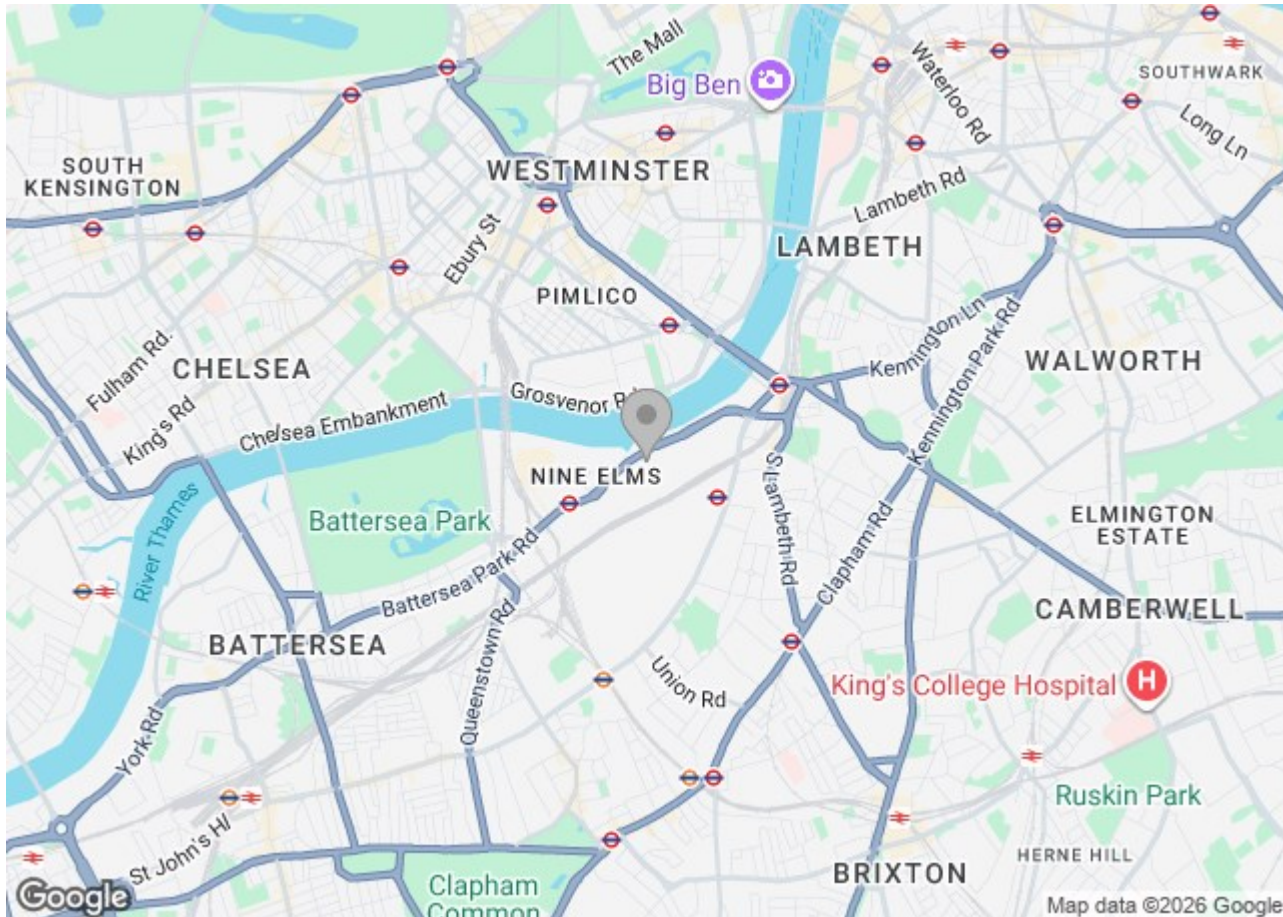 The Mall
Waterloo Rd
SOUTHWARK
Big Ben
Long Ln
SOUTH
KENSINGTON
WESTMINSTER
Lambeth Rd
Ebury St
LAMBETH
PIMLICO
Kennington Ln
Kennington Park Rd
WALWORTH
Fulham Rd.
CHELSEA
King's Rd
Chelsea Embankment
Grosvenor Rd
NINE ELMS
S Lambeth Rd
Clapham Rd
River Thames
Battersea Park
ELMINGTON
ESTATE
Battersea Park Rd
CAMBERWELL
BATTERSEA
Queenstown Rd
Union Rd
King's College Hospital
H
York Rd
St John's H
Ruskin Park
HERNE HILL
BRIXTON
Clapham
Common
Google
Map data ©2026 Google